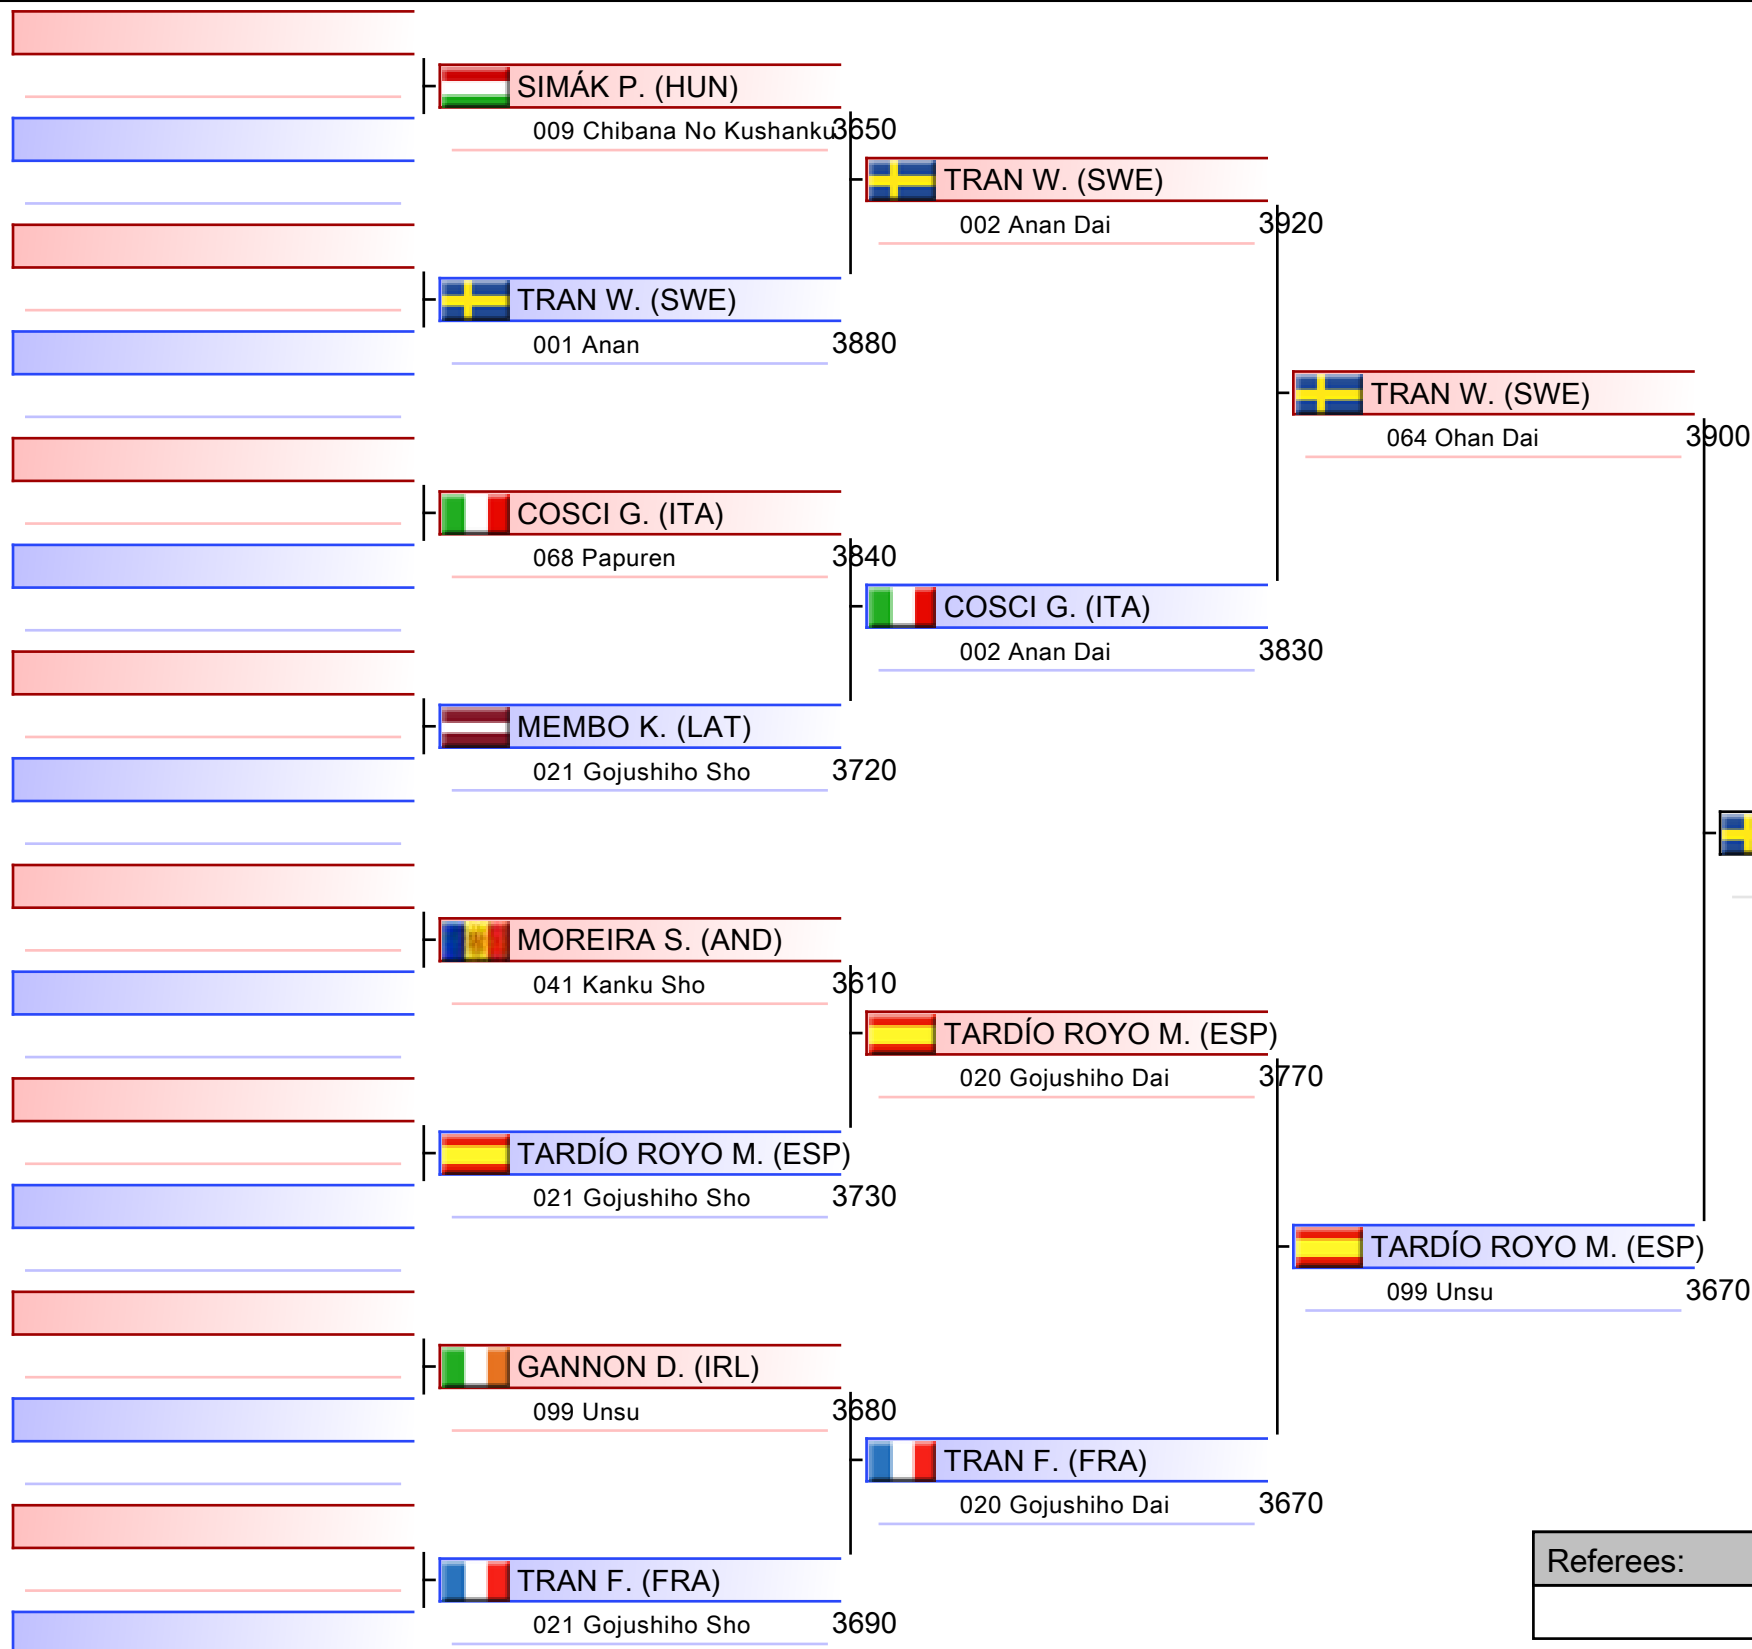 SIMÁK P. (HUN)
009 Chibana No Kushanku 3650
TRAN W. (SWE)
001 Anan 3880
COSCI G. (ITA)
068 Papuren 3840
MEMBO K. (LAT)
021 Gojushiho Sho 3720
MOREIRA S. (AND)
041 Kanku Sho 3610
TARDÍO ROYO M. (ESP)
021 Gojushiho Sho 3730
GANNON D. (IRL)
099 Unsu 3680
TRAN F. (FRA)
021 Gojushiho Sho 3690
TRAN W. (SWE)
002 Anan Dai 3920
COSCI G. (ITA)
002 Anan Dai 3830
TARDÍO ROYO M. (ESP)
020 Gojushiho Dai 3770
TRAN F. (FRA)
020 Gojushiho Dai 3670
TRAN W. (SWE)
064 Ohan Dai 3900
TARDÍO ROYO M. (ESP)
099 Unsu 3670
Referees: